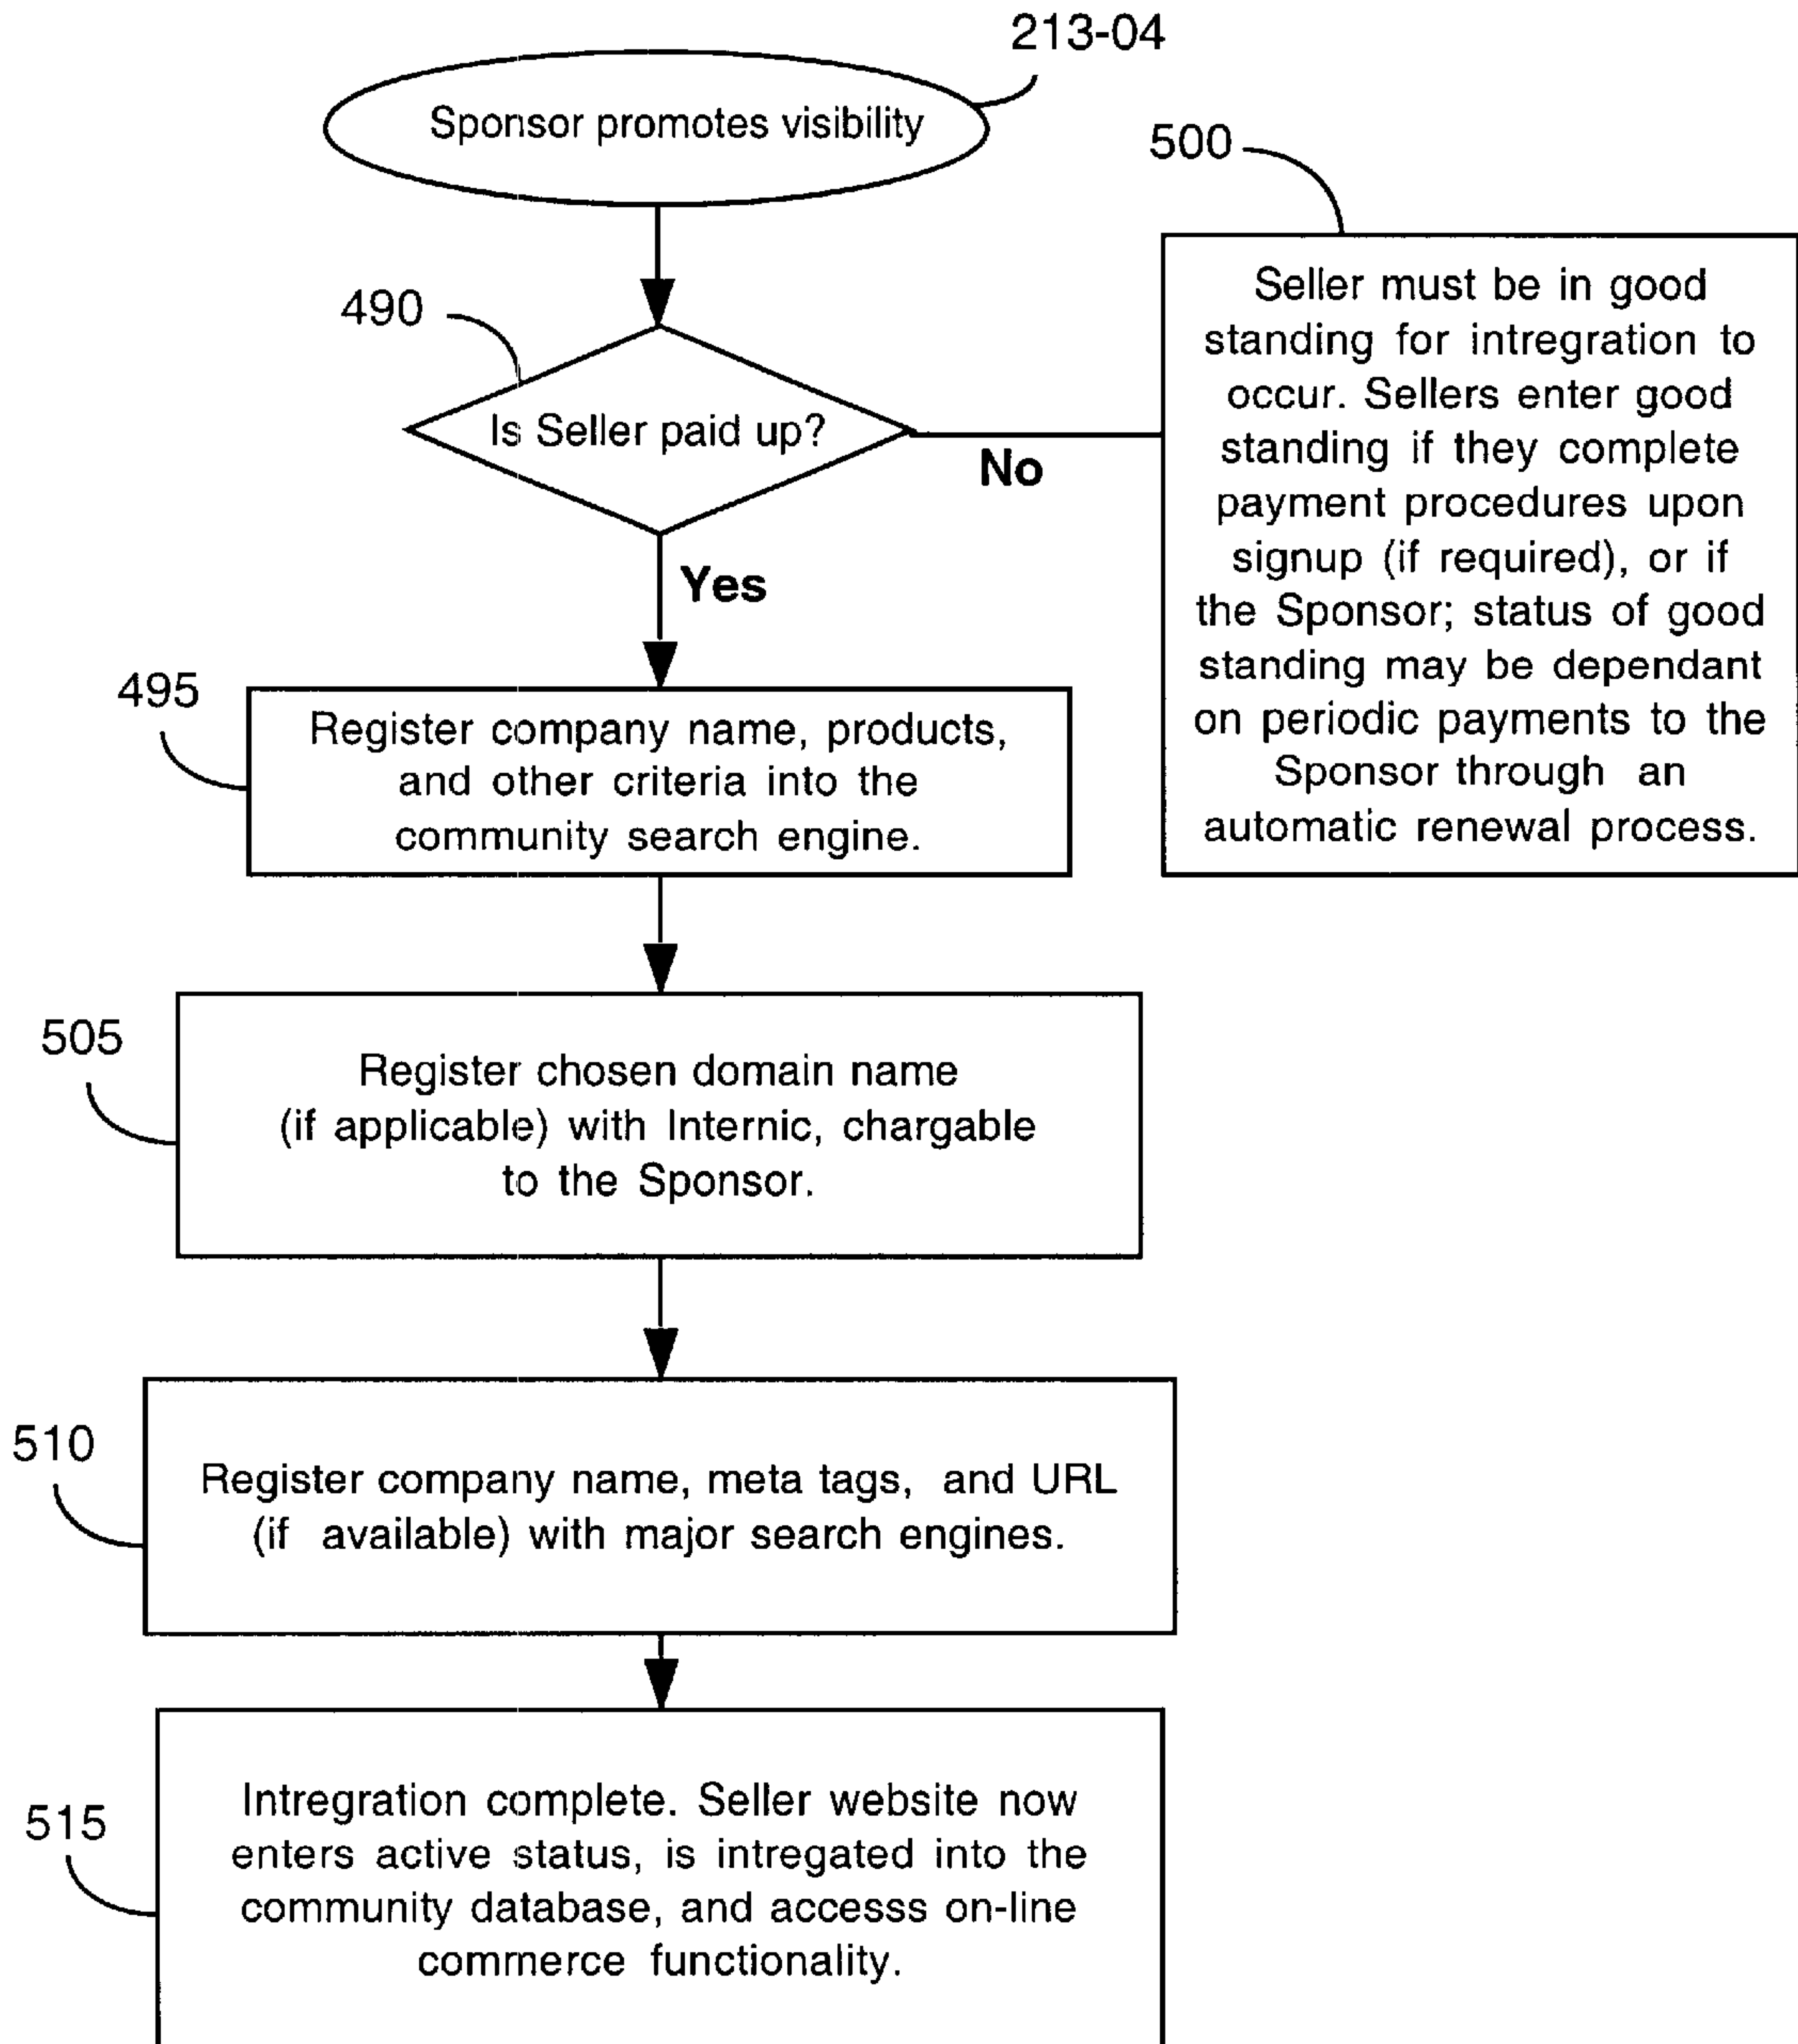 213-04
Sponsor promotes visibility
500
Seller must be in good
standing for intregration to
occur. Sellers enter good
standing if they complete
payment procedures upon
signup (if required), or if
the Sponsor; status of good
standing may be dependant
on periodic payments to the
Sponsor through an
automatic renewal process.
490
Is Seller paid up?
No
Yes
495
Register company name, products,
and other criteria into the
community search engine.
505
Register chosen domain name
(if applicable) with Internic, chargable
to the Sponsor.
510
Register company name, meta tags, and URL
(if available) with major search engines.
515
Intregration complete. Seller website now
enters active status, is intregated into the
community database, and accesss on-line
commerce functionality.